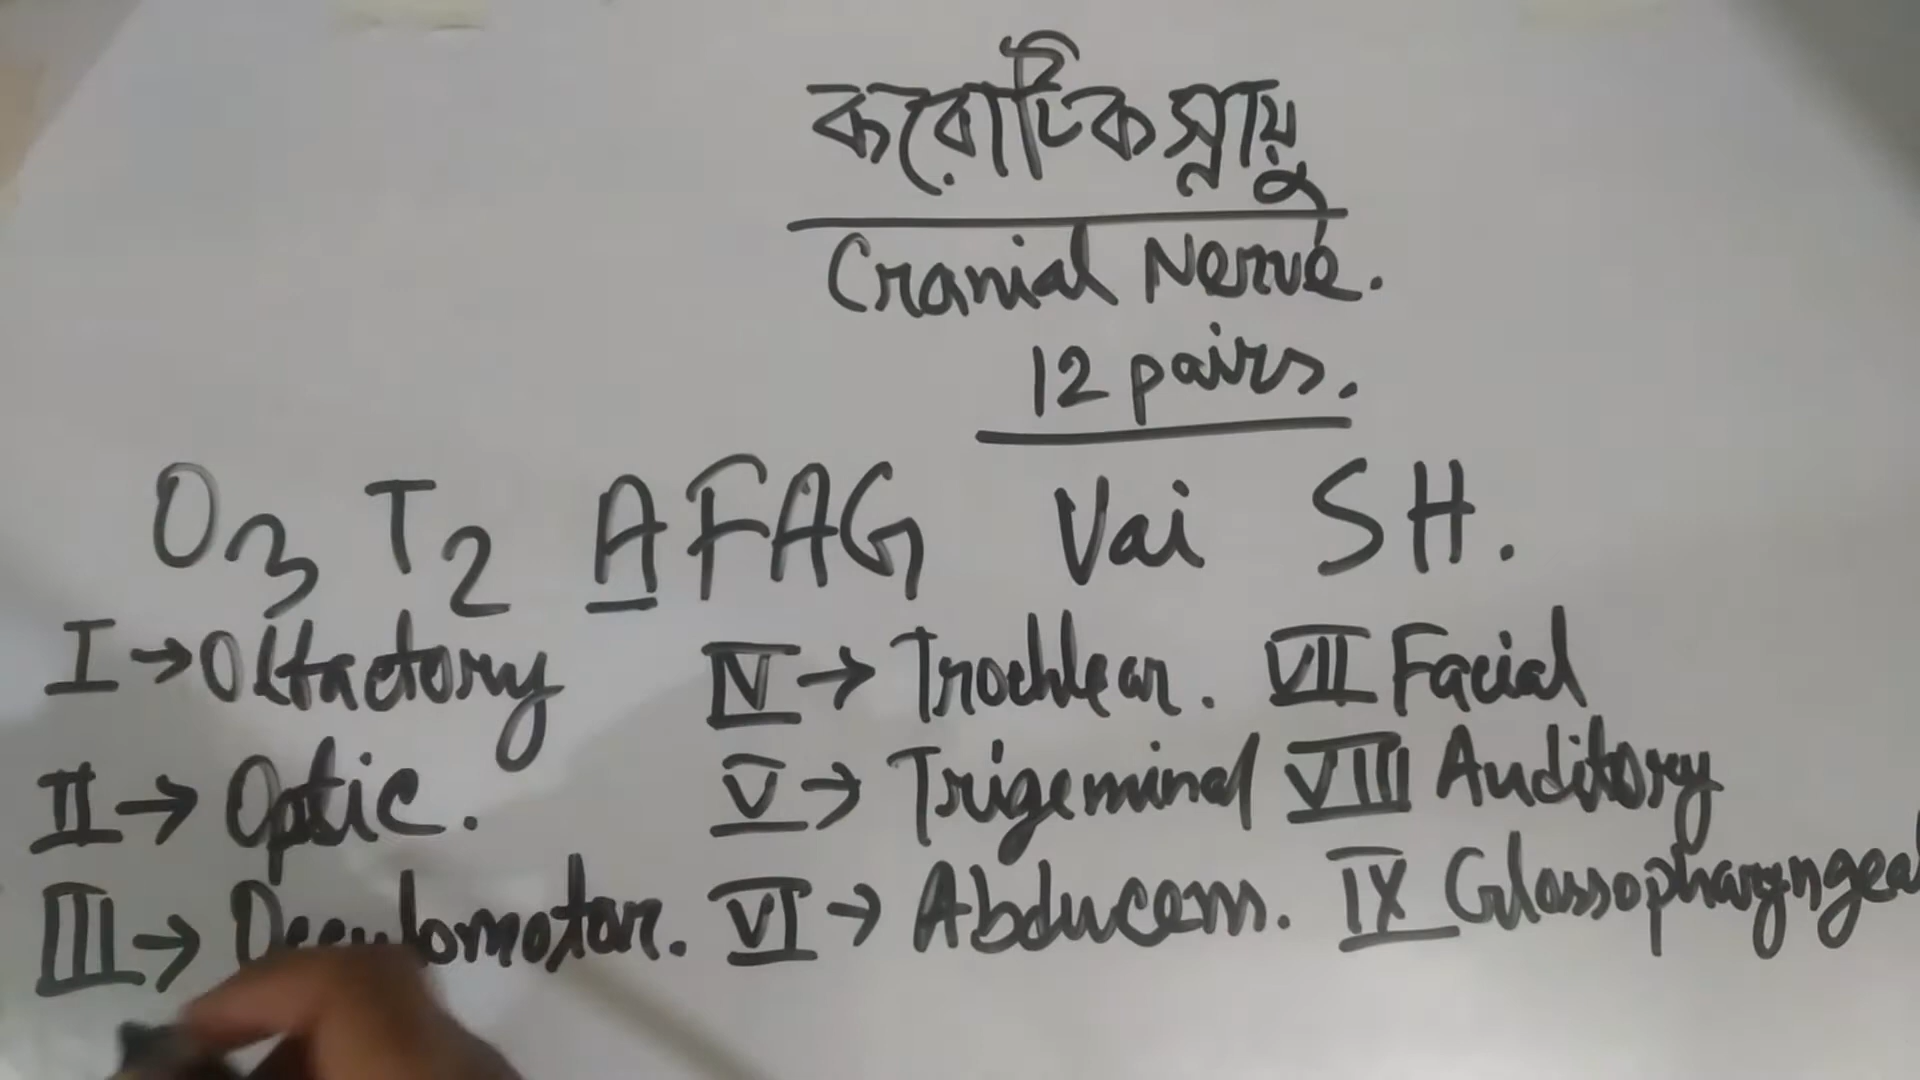 করোটিক স্নায়ু
Cranial Nerve.
12 pairs.
O3 T2 AFAG Vai SH.
I → Olfactory IV → Trochlear. VII Facial
II → Optic. V → Trigeminal VIII Auditory
III → Occulomotor. VI → Abducens. IX Glossopharyngeal